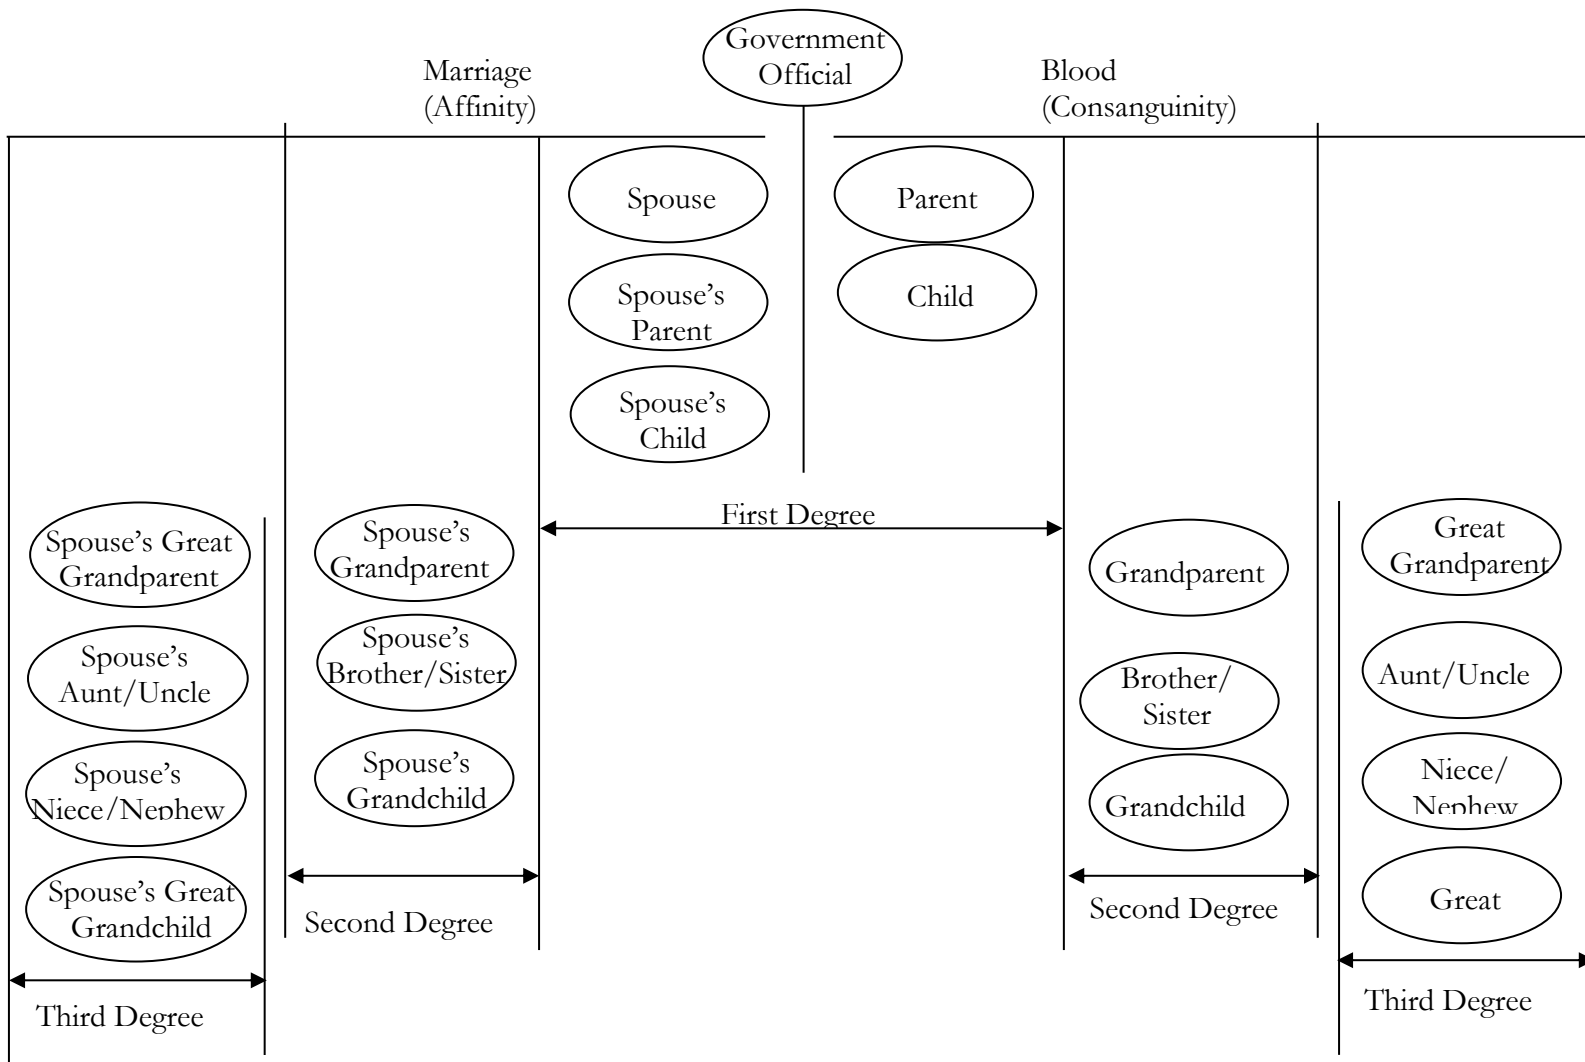 Government
Official
Marriage
(Affinity)
Blood
(Consanguinity)
Spouse
Parent
Spouse's
Parent
Child
Spouse's
Child
First Degree
Spouse's Great
Grandparent
Spouse's
Aunt/Uncle
Spouse's
Niece/Nephew
Spouse's Great
Grandchild
Third Degree
Spouse's
Grandparent
Spouse's
Brother/Sister
Spouse's
Grandchild
Second Degree
Grandparent
Brother/
Sister
Grandchild
Second Degree
Great
Grandparent
Aunt/Uncle
Niece/
Nephew
Great
Third Degree